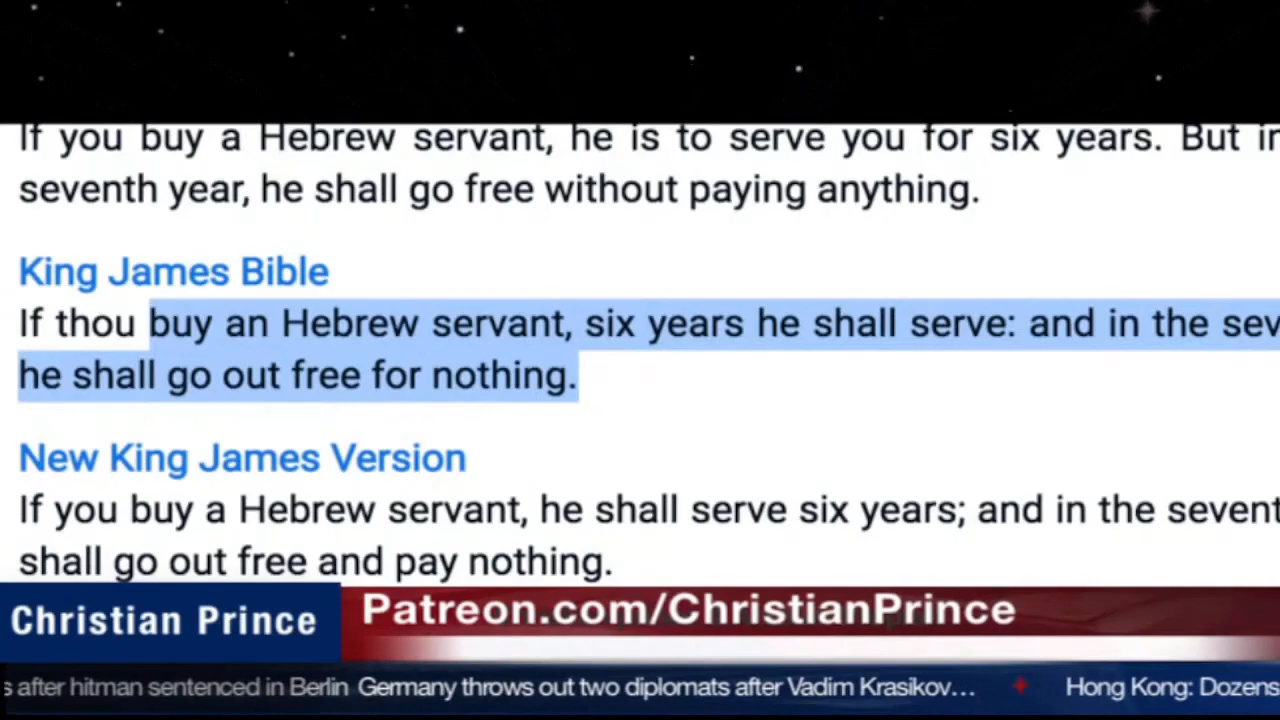 If you buy a Hebrew servant, he is to serve you for six years. But in
seventh year, he shall go free without paying anything.
King James Bible
If thou buy an Hebrew servant, six years he shall serve: and in the sev
he shall go out free for nothing.
New King James Version
If you buy a Hebrew servant, he shall serve six years; and in the sevent
shall go out free and pay nothing.
Christian Prince
Patreon.com/ChristianPrince
s after hitman sentenced in Berlin Germany throws out two diplomats after Vadim Krasikov… Hong Kong: Dozens